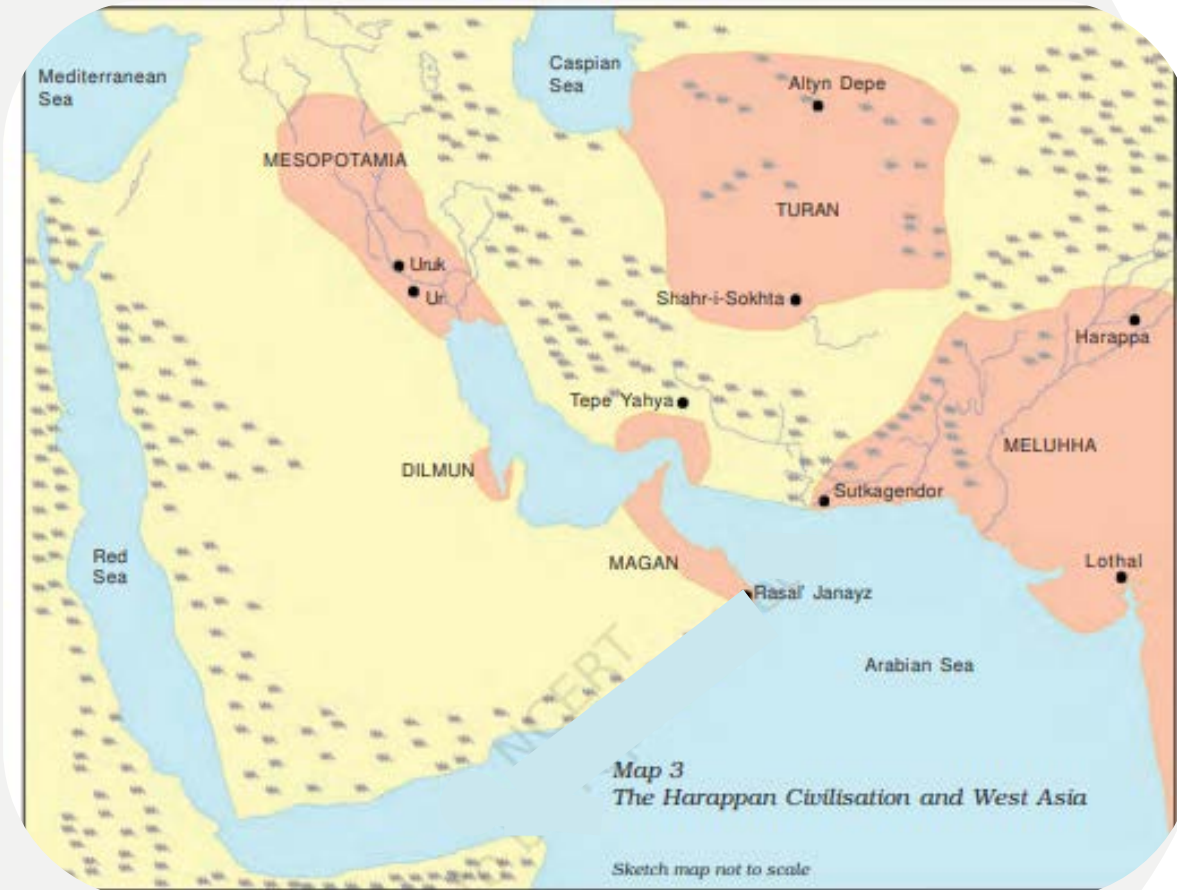 Mediterranean
Sea
Caspian
Sea
Altyn Depe
MESOPOTAMIA
TURAN
Uruk
Ur
Shahr-i-Sokhta
Harappa
Tepe Yahya
MELUHHA
DILMUN
Sutkagendor
Red
Sea
MAGAN
Lothal
Rasal' Janayz
Arabian Sea
NCERT
Map 3
The Harappan Civilisation and West Asia
Sketch map not to scale